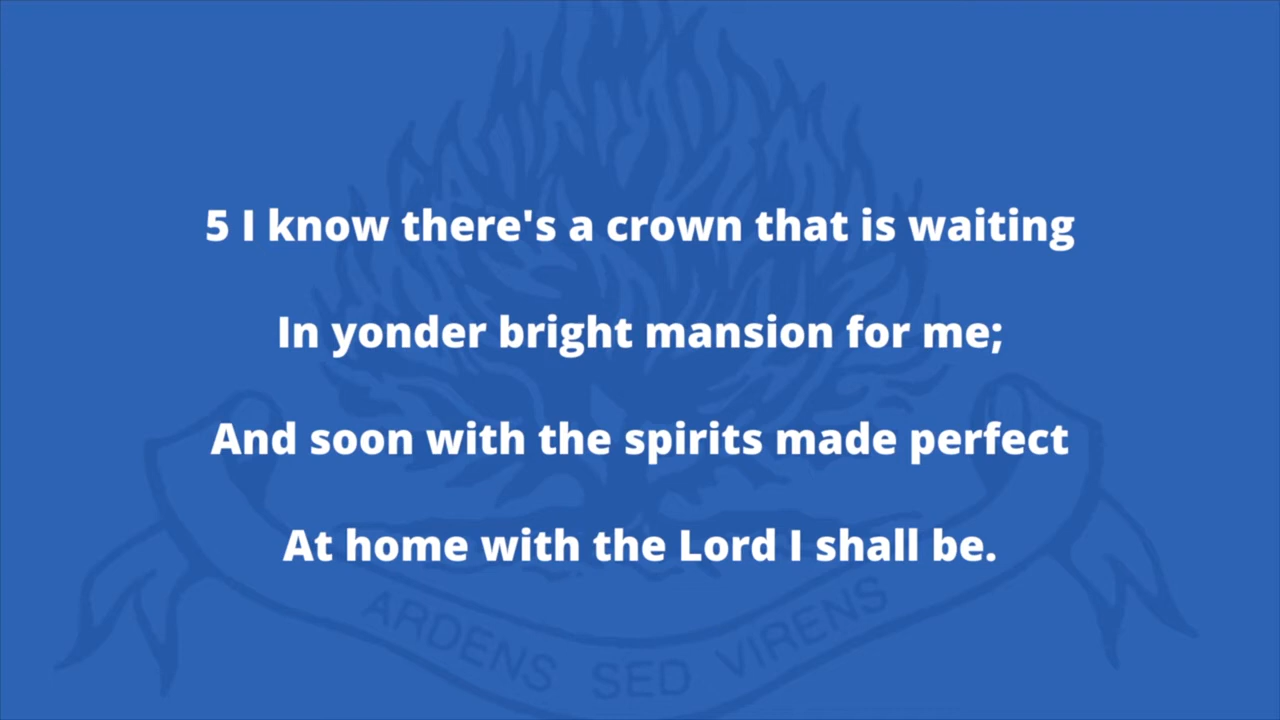 5 I know there's a crown that is waiting
In yonder bright mansion for me;
And soon with the spirits made perfect
At home with the Lord I shall be.
ARDENS SED VIRENS